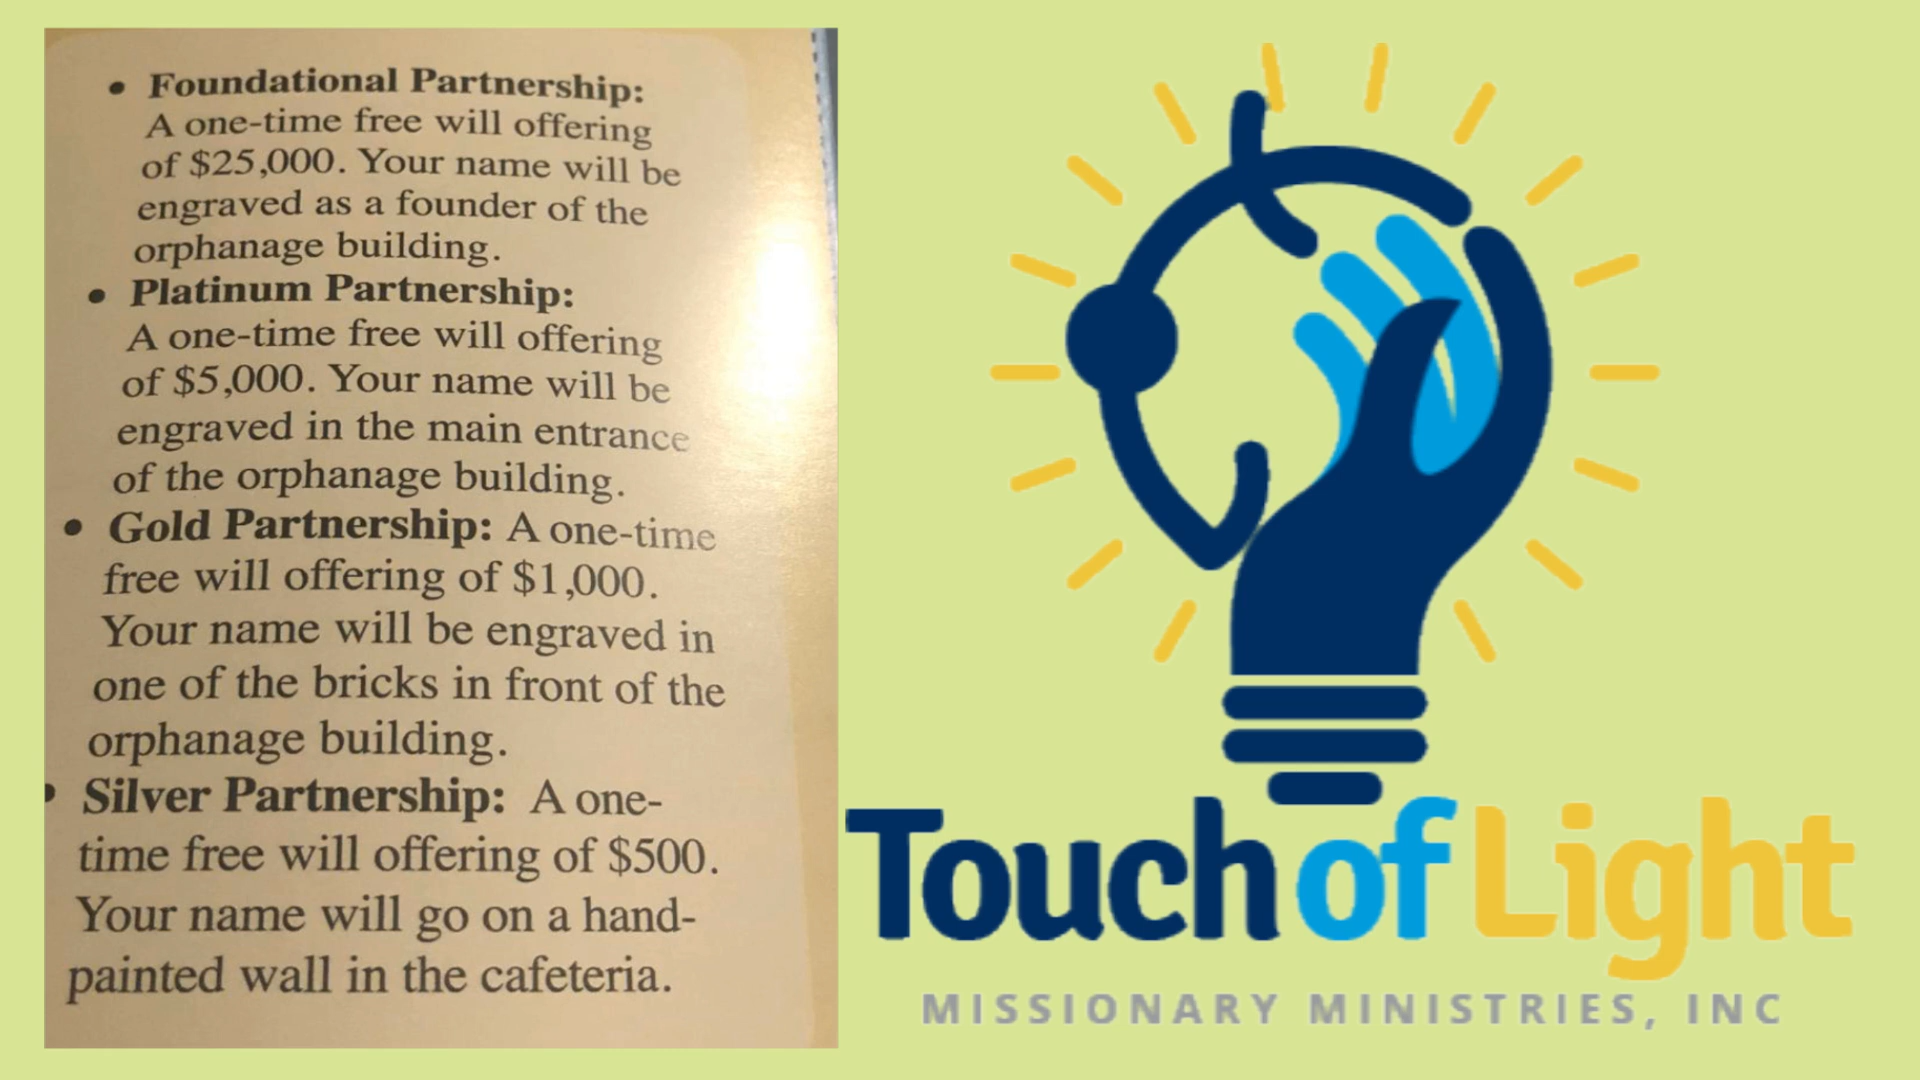 • Foundational Partnership:
A one-time free will offering
of $25,000. Your name will be
engraved as a founder of the
orphanage building.
• Platinum Partnership:
A one-time free will offering
of $5,000. Your name will be
engraved in the main entrance
of the orphanage building.
• Gold Partnership: A one-time
free will offering of $1,000.
Your name will be engraved in
one of the bricks in front of the
orphanage building.
• Silver Partnership: A one-
time free will offering of $500.
Your name will go on a hand-
painted wall in the cafeteria.
Touch of Light
MISSIONARY MINISTRIES, INC